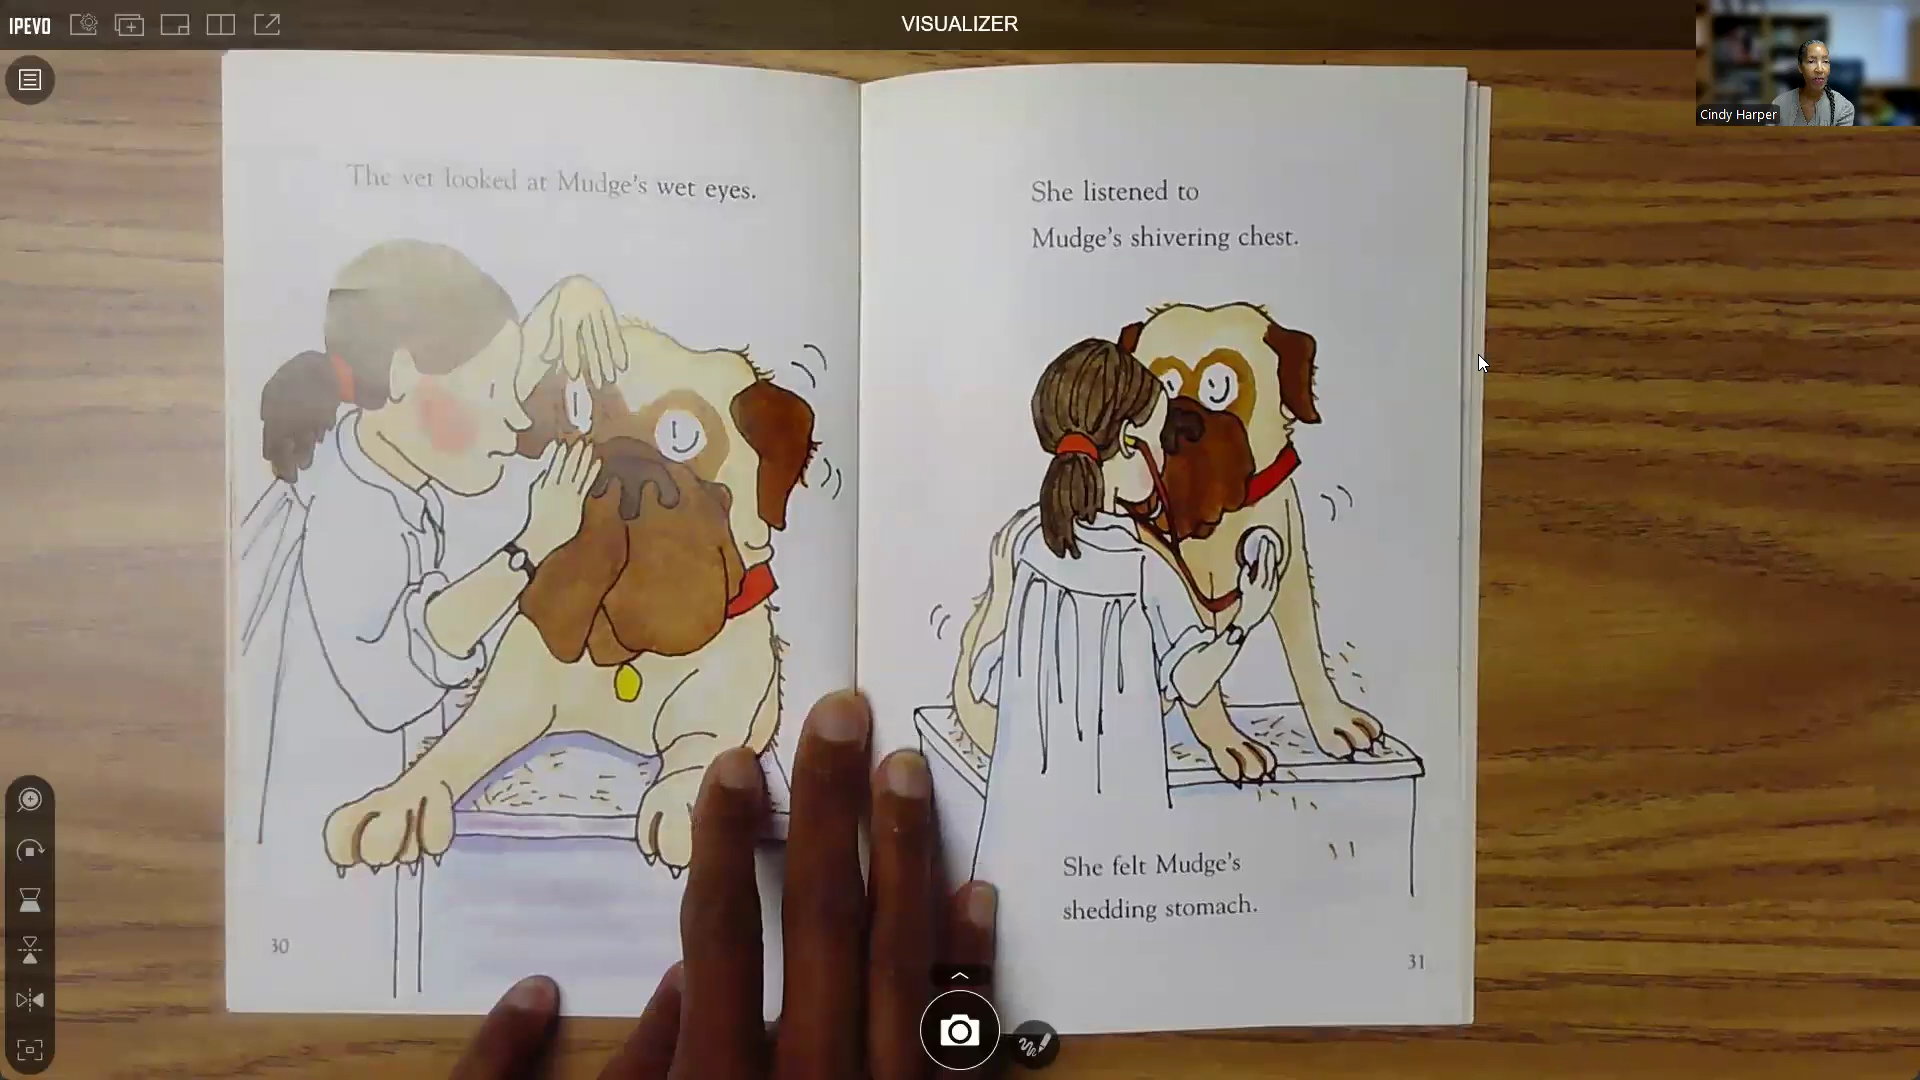 IPEVO
VISUALIZER
Cindy Harper
The vet looked at Mudge's wet eyes.
She listened to
Mudge's shivering chest.
She felt Mudge's
shedding stomach.
30
31